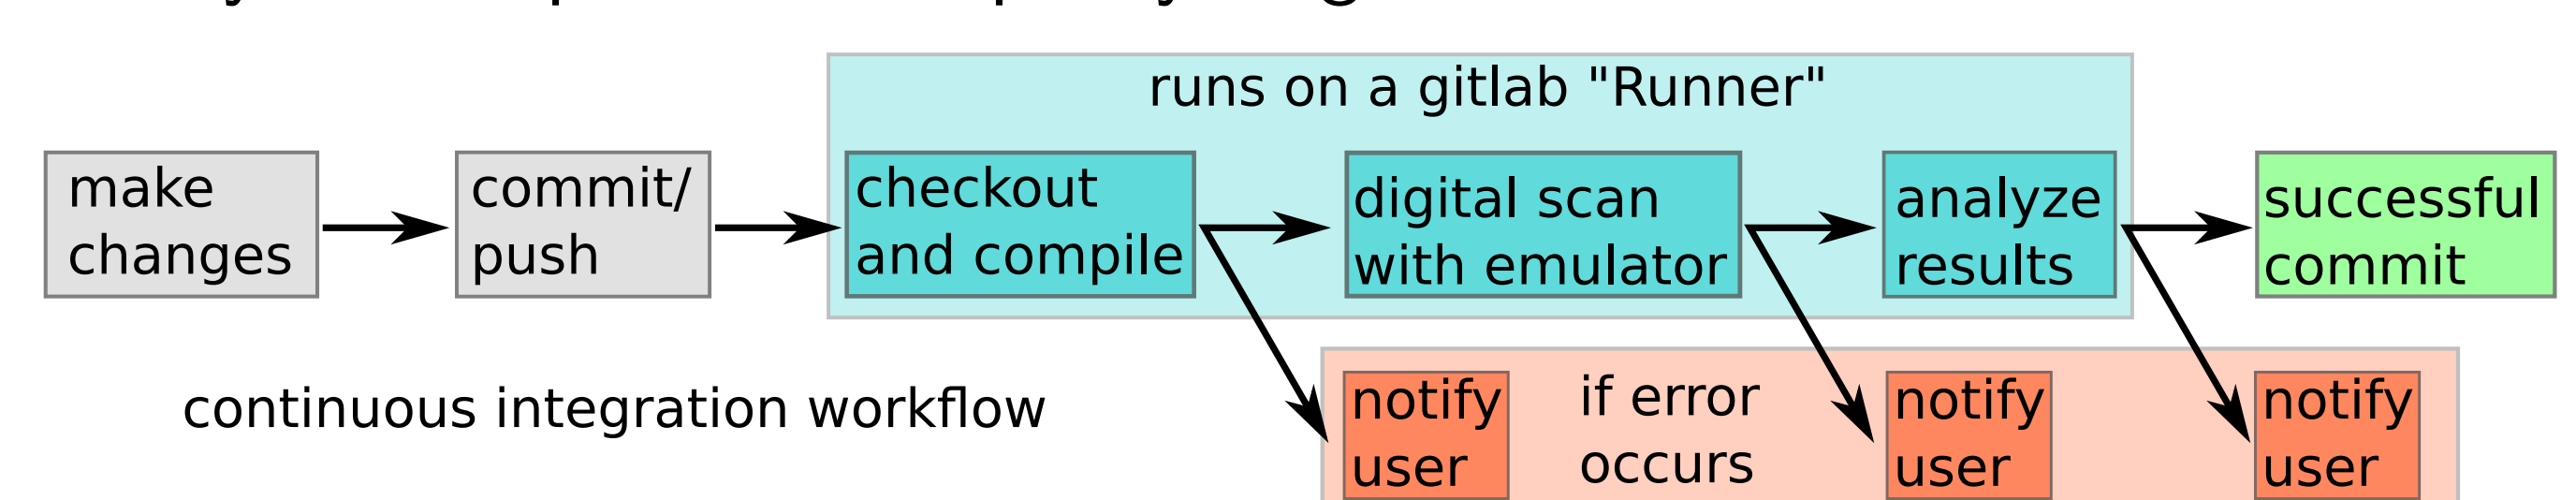 runs on a gitlab "Runner"
make
changes
commit/
push
checkout
and compile
digital scan
with emulator
analyze
results
successful
commit
continuous integration workflow
notify
user
if error
occurs
notify
user
notify
user